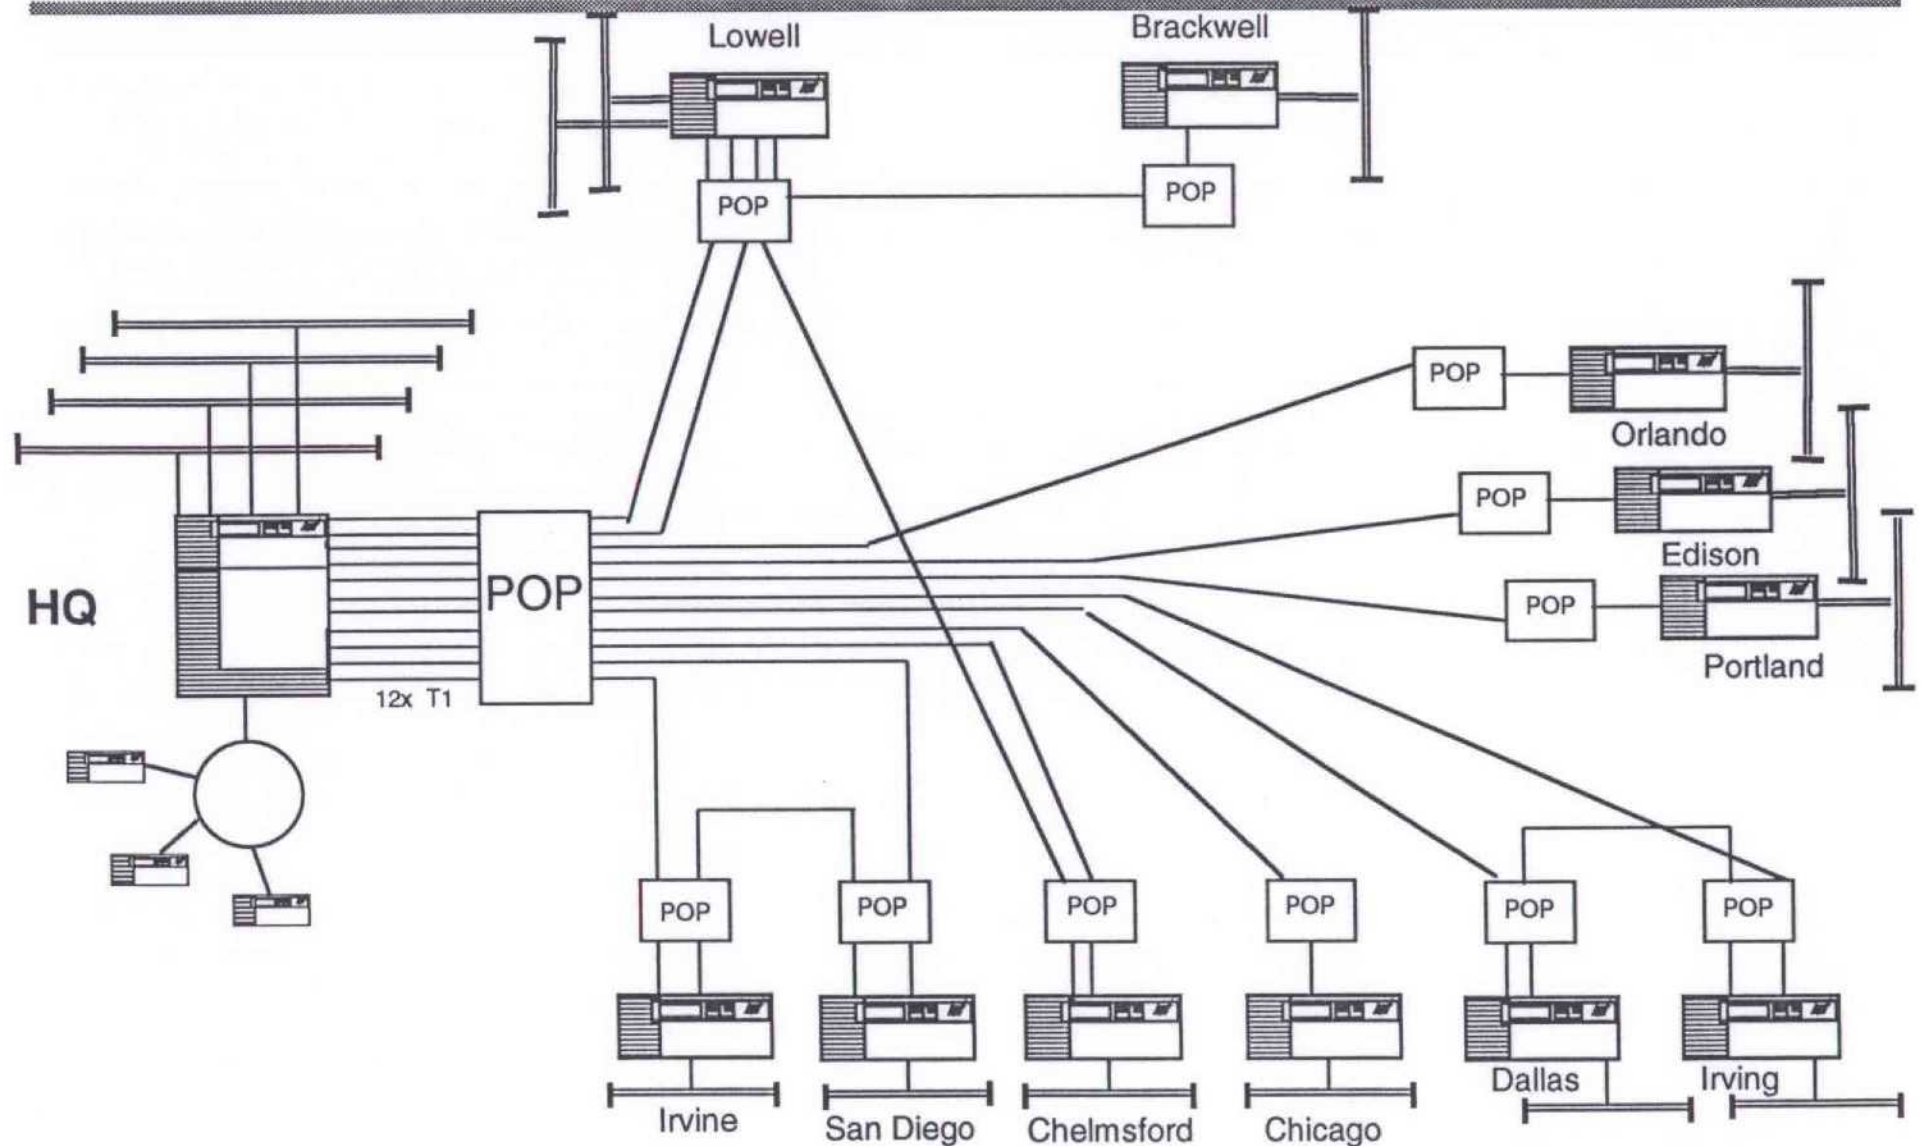 Lowell
Brackwell
POP
POP
POP
Orlando
POP
Edison
HQ
POP
POP
Portland
12x T1
POP
POP
POP
POP
POP
POP
Dallas
Irving
Irvine
San Diego
Chelmsford
Chicago